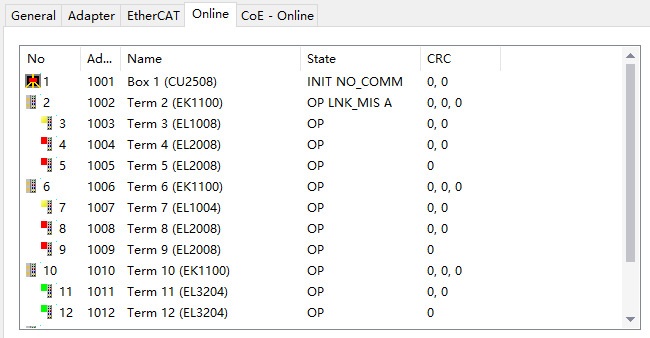 General Adapter EtherCAT Online CoE - Online
No Ad... Name State CRC
1 1001 Box 1 (CU2508) INIT NO_COMM 0, 0
2 1002 Term 2 (EK1100) OP LNK_MIS A 0, 0, 0
3 1003 Term 3 (EL1008) OP 0, 0
4 1004 Term 4 (EL2008) OP 0, 0
5 1005 Term 5 (EL2008) OP 0
6 1006 Term 6 (EK1100) OP 0, 0, 0
7 1007 Term 7 (EL1004) OP 0, 0
8 1008 Term 8 (EL2008) OP 0, 0
9 1009 Term 9 (EL2008) OP 0
10 1010 Term 10 (EK1100) OP 0, 0, 0
11 1011 Term 11 (EL3204) OP 0, 0
12 1012 Term 12 (EL3204) OP 0